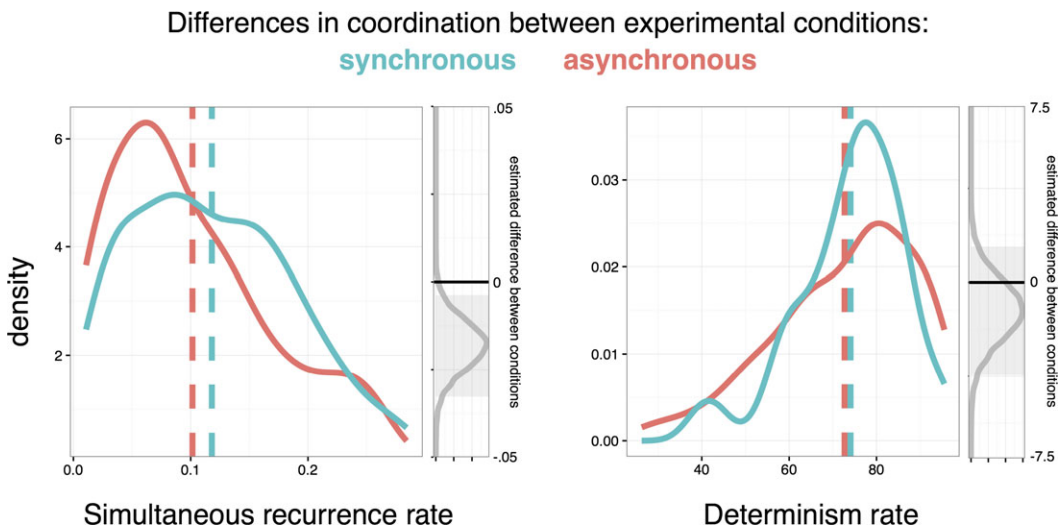 Differences in coordination between experimental conditions:
synchronous asynchronous
density
6
4
2
0.0 0.1 0.2
Simultaneous recurrence rate
.05
0
-.05
estimated difference between conditions
0.03
0.02
0.01
0.00
40 60 80
Determinism rate
7.5
0
-7.5
estimated difference between conditions